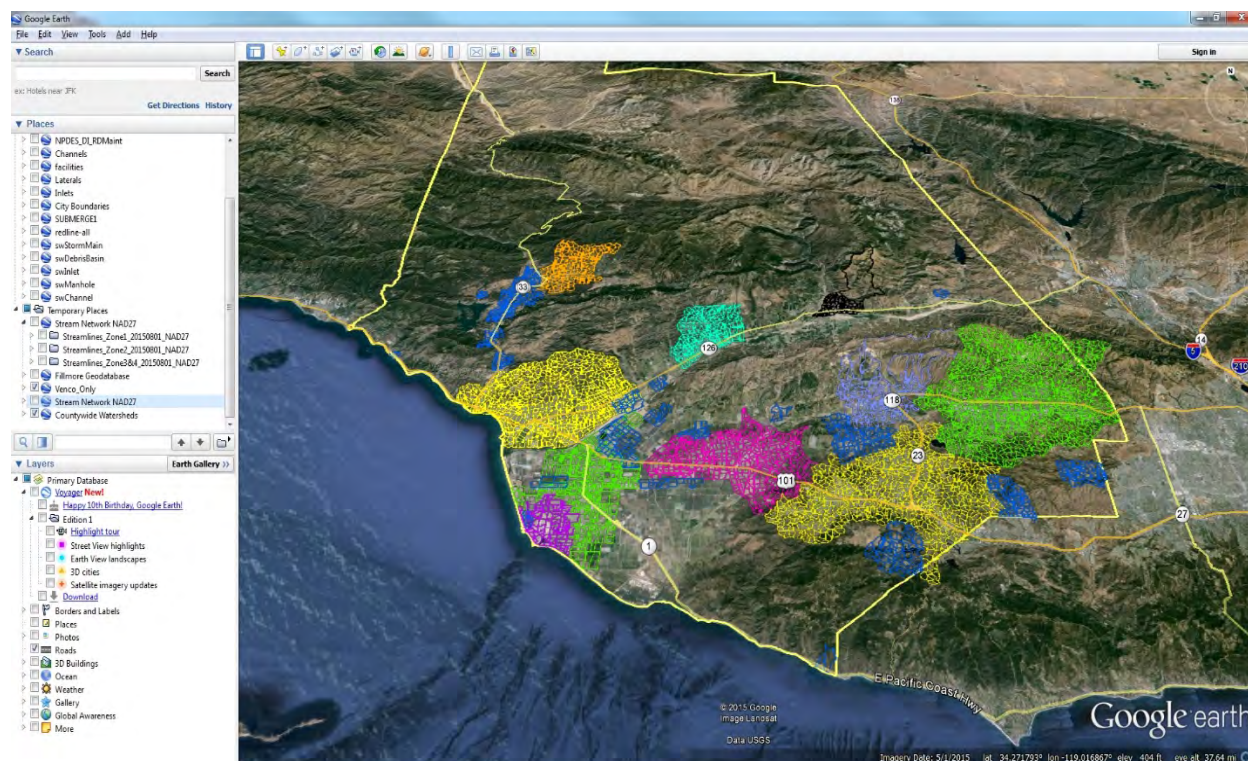 Google Earth
File Edit View Tools Add Help
Search
Search
ex: Hotels near JFK
Get Directions History
Places
NPDES_DI_RDMaint
Channels
facilities
Laterals
Inlets
City Boundaries
SUBMERGE1
redline-all
swStormMain
swDebrisBasin
swInlet
swManhole
swChannel
Temporary Places
Stream Network NAD27
Streamlines_Zone1_20150801_NAD27
Streamlines_Zone2_20150801_NAD27
Streamlines_Zone3&4_20150801_NAD27
Fillmore Geodatabase
Venco_Only
Stream Network NAD27
Countywide Watersheds
Layers
Earth Gallery >>
Primary Database
Voyager New!
Happy 10th Birthday, Google Earth!
Edition 1
Highlight tour
Street View highlights
Earth View landscapes
3D cities
Satellite imagery updates
Download
Borders and Labels
Places
Photos
Roads
3D Buildings
Ocean
Weather
Gallery
Global Awareness
More
Sign in
N
138
33
126
14
5
210
118
23
101
27
1
E Pacific Coast Hwy
© 2015 Google
Image Landsat
Data USGS
Google earth
Imagery Date: 5/1/2015 lat 34.271793° lon -119.016867° elev 404 ft eye alt 37.64 mi